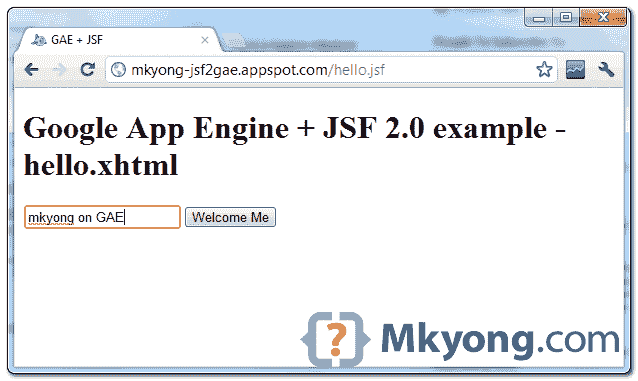 GAE + JSF
mkyong-jsf2gae.appspot.com/hello.jsf
Google App Engine + JSF 2.0 example -
hello.xhtml
mkyong on GAE
Welcome Me
{?} Mkyong.com